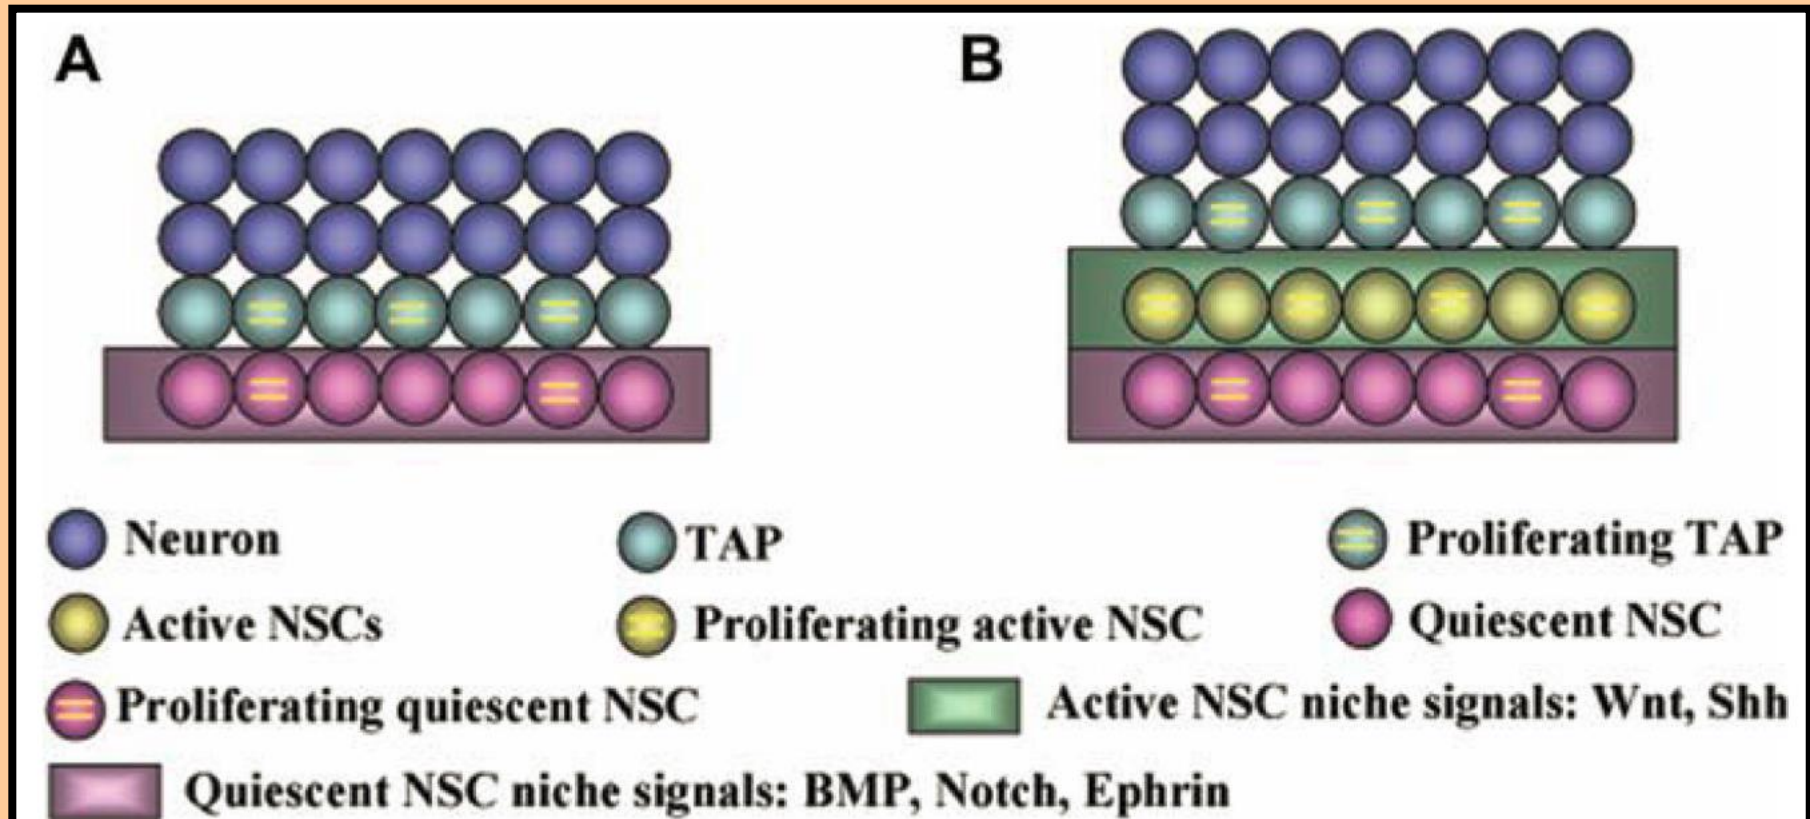 A
B
Neuron
TAP
Proliferating TAP
Active NSCs
Proliferating active NSC
Quiescent NSC
Proliferating quiescent NSC
Active NSC niche signals: Wnt, Shh
Quiescent NSC niche signals: BMP, Notch, Ephrin